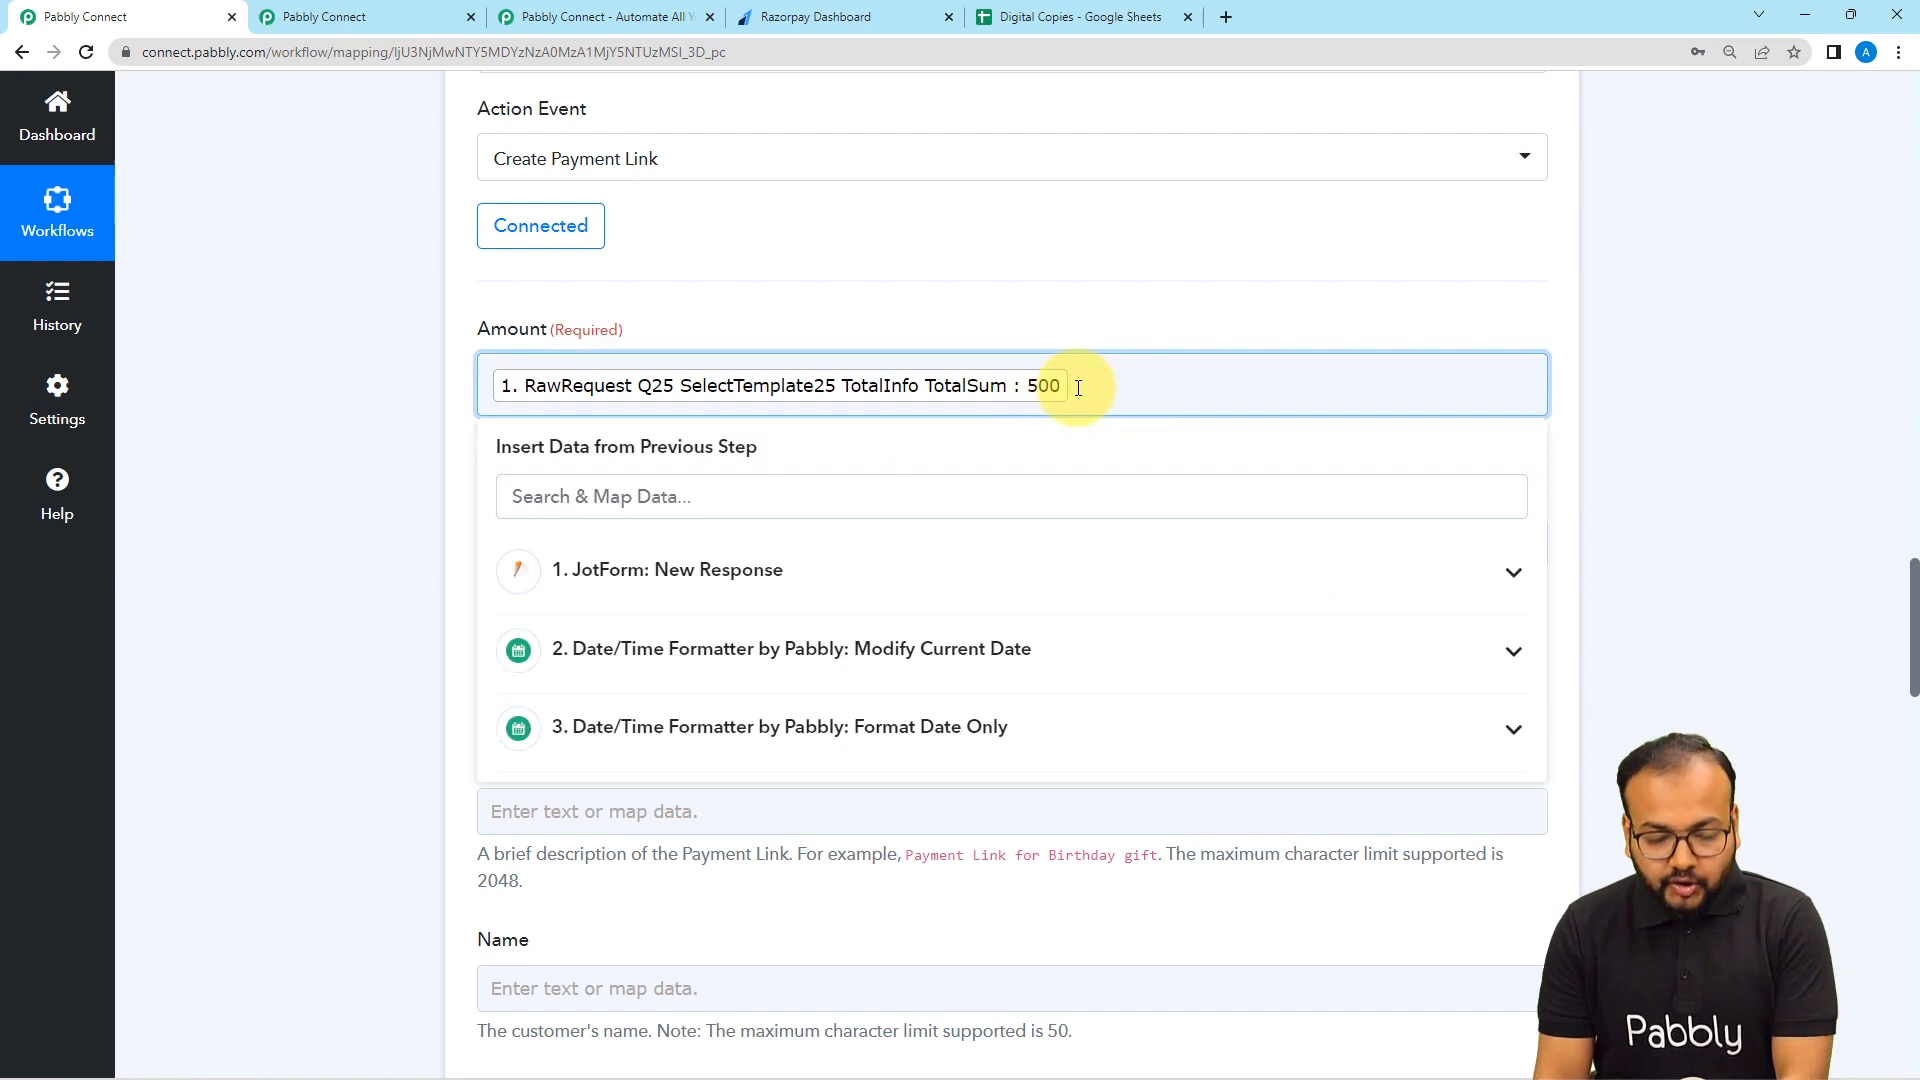 Pabbly Connect
Pabbly Connect
Pabbly Connect - Automate All Y
Razorpay Dashboard
Digital Copies - Google Sheets
connect.pabbly.com/workflow/mapping/IjU3NjMwNTY5MDYzNzA0MzA1MjY5NTUzMSI_3D_pc
A
Dashboard
Workflows
History
Settings
Help
Action Event
Create Payment Link
Connected
Amount (Required)
1. RawRequest Q25 SelectTemplate25 TotalInfo TotalSum : 500
Insert Data from Previous Step
Search & Map Data...
1. JotForm: New Response
2. Date/Time Formatter by Pabbly: Modify Current Date
3. Date/Time Formatter by Pabbly: Format Date Only
Enter text or map data.
A brief description of the Payment Link. For example, Payment Link for Birthday gift. The maximum character limit supported is
2048.
Name
Enter text or map data.
The customer's name. Note: The maximum character limit supported is 50.
Pabbly